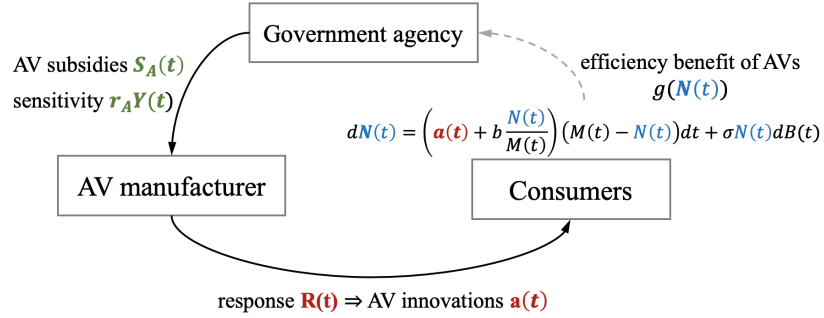 Government agency
AV subsidies S_A(t)
sensitivity r_AY(t)
efficiency benefit of AVs
g(N(t))
dN(t) = (a(t) + b N(t)/M(t)) (M(t) − N(t))dt + σN(t)dB(t)
AV manufacturer
Consumers
response R(t) ⇒ AV innovations a(t)